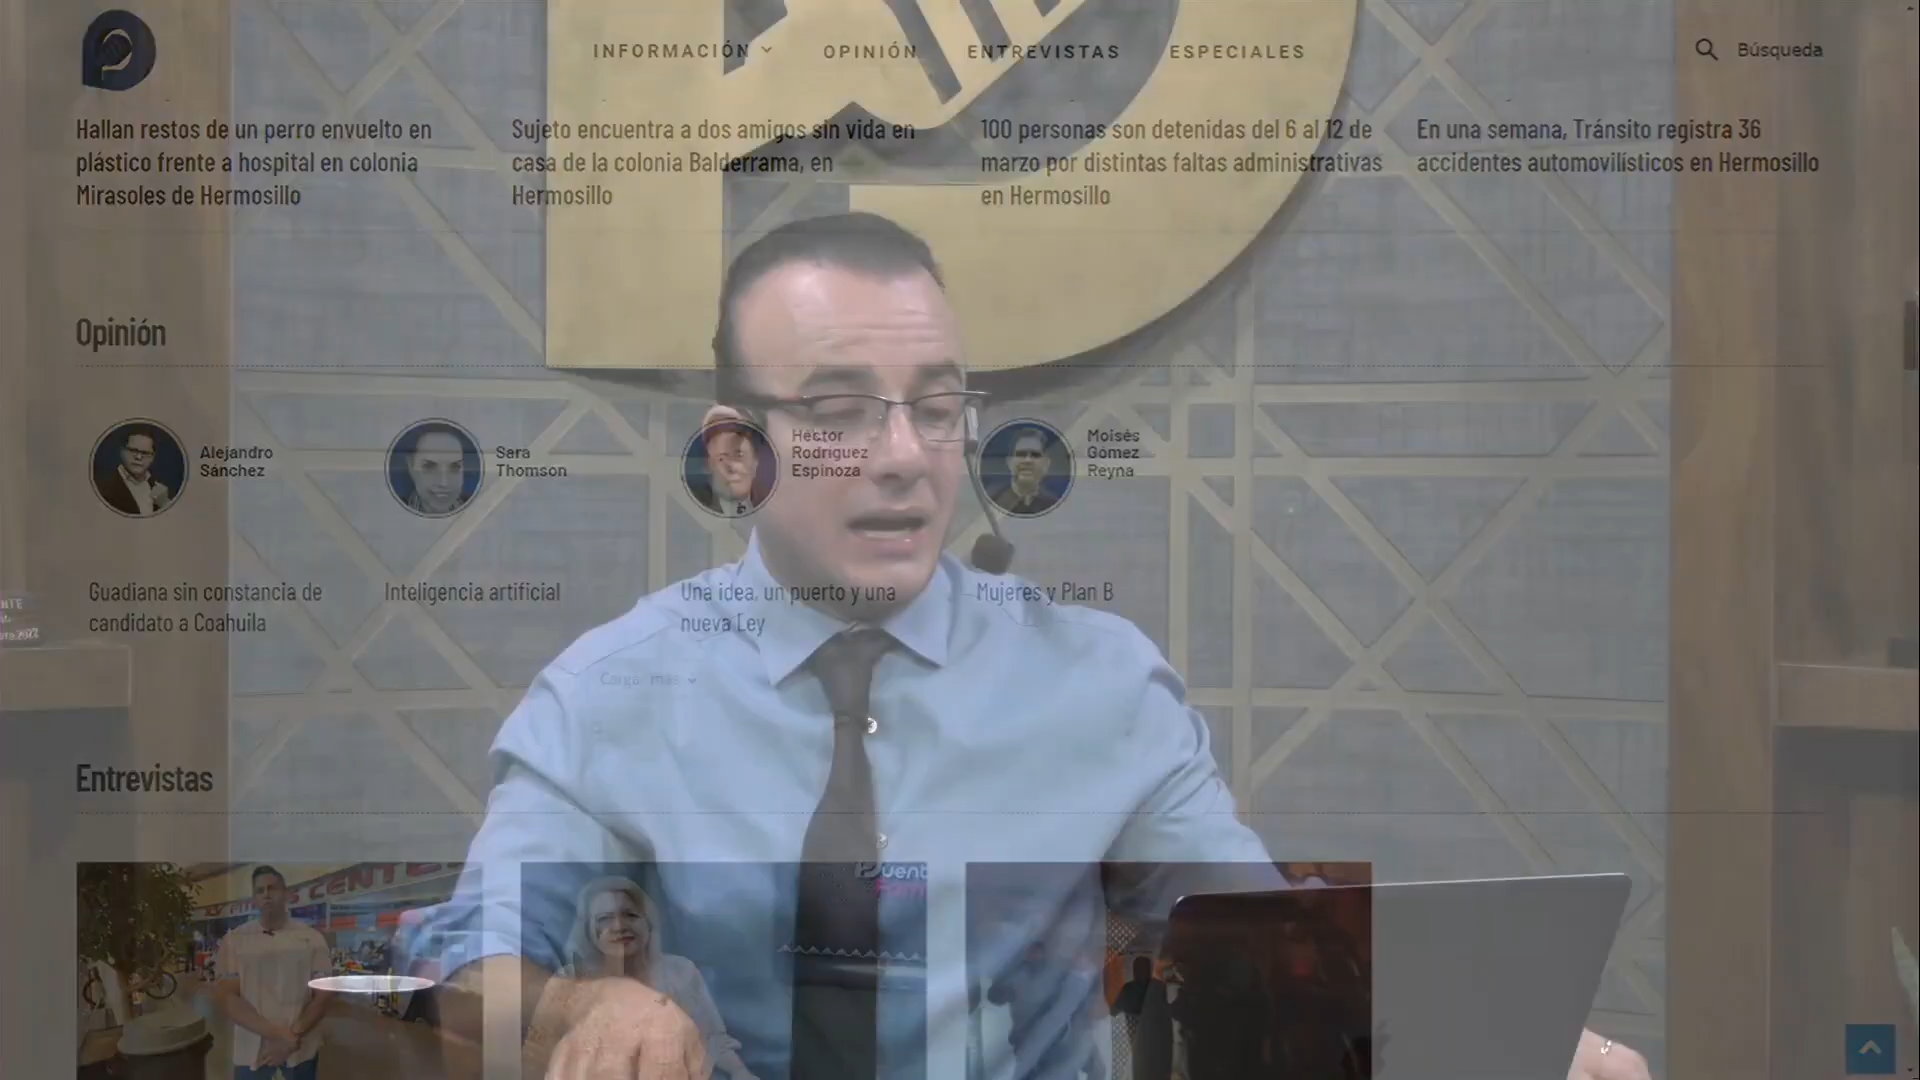 INFORMACIÓN
OPINIÓN
ENTREVISTAS
ESPECIALES
Búsqueda
Hallan restos de un perro envuelto en
plástico frente a hospital en colonia
Mirasoles de Hermosillo
Sujeto encuentra a dos amigos sin vida en
casa de la colonia Balderrama, en
Hermosillo
100 personas son detenidas del 6 al 12 de
marzo por distintas faltas administrativas
en Hermosillo
En una semana, Tránsito registra 36
accidentes automovilísticos en Hermosillo
Opinión
Alejandro
Sánchez
Sara
Thomson
Héctor
Rodríguez
Espinoza
Moisés
Gómez
Reyna
Guadiana sin constancia de
candidato a Coahuila
Inteligencia artificial
Una idea, un puerto y una
nueva Ley
Mujeres y Plan B
Cargar más
Entrevistas